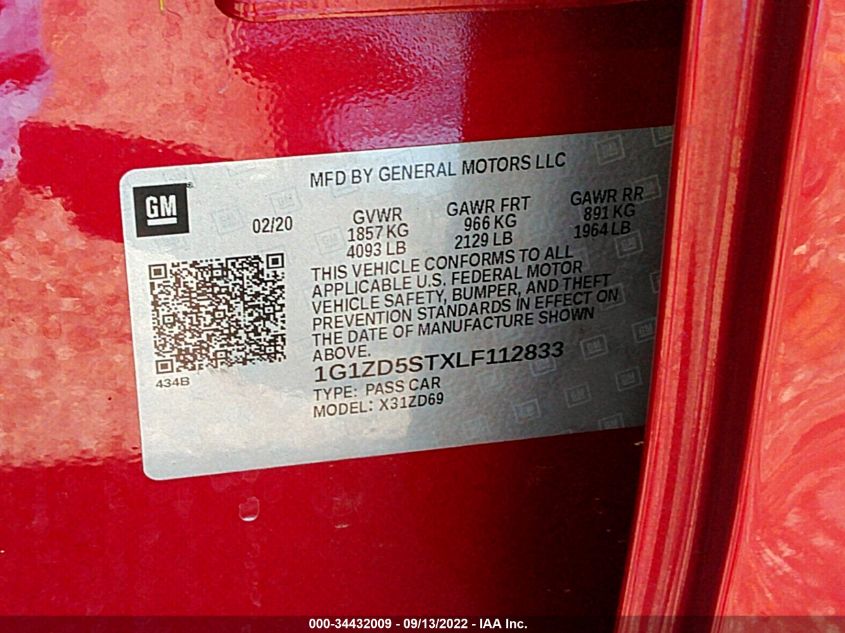 MFD BY GENERAL MOTORS LLC
GM
02/20
GVWR
1857 KG
4093 LB
GAWR FRT
966 KG
2129 LB
GAWR RR
891 KG
1964 LB
THIS VEHICLE CONFORMS TO ALL
APPLICABLE U.S. FEDERAL MOTOR
VEHICLE SAFETY, BUMPER, AND THEFT
PREVENTION STANDARDS IN EFFECT ON
THE DATE OF MANUFACTURE SHOWN
ABOVE.
434B
1G1ZD5STXLF112833
TYPE: PASS CAR
MODEL: X31ZD69
000-34432009 - 09/13/2022 - IAA Inc.